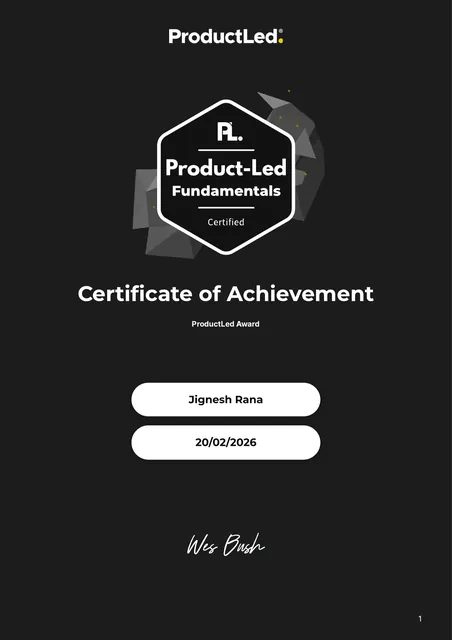 ProductLed
PL.
Product-Led
Fundamentals
Certified
Certificate of Achievement
ProductLed Award
Jignesh Rana
20/02/2026
Wes Bush
1